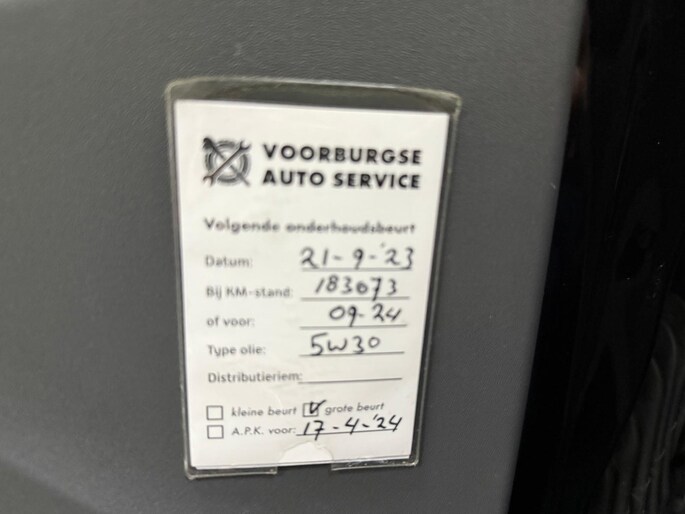 VOORBURGSE
AUTO SERVICE
Volgende onderhoudsbeurt
Datum: 21-9-'23
Bij KM-stand: 183073
of voor: 09-24
Type olie: 5W30
Distributieriem:
kleine beurt grote beurt
A.P.K. voor: 17-4-'24